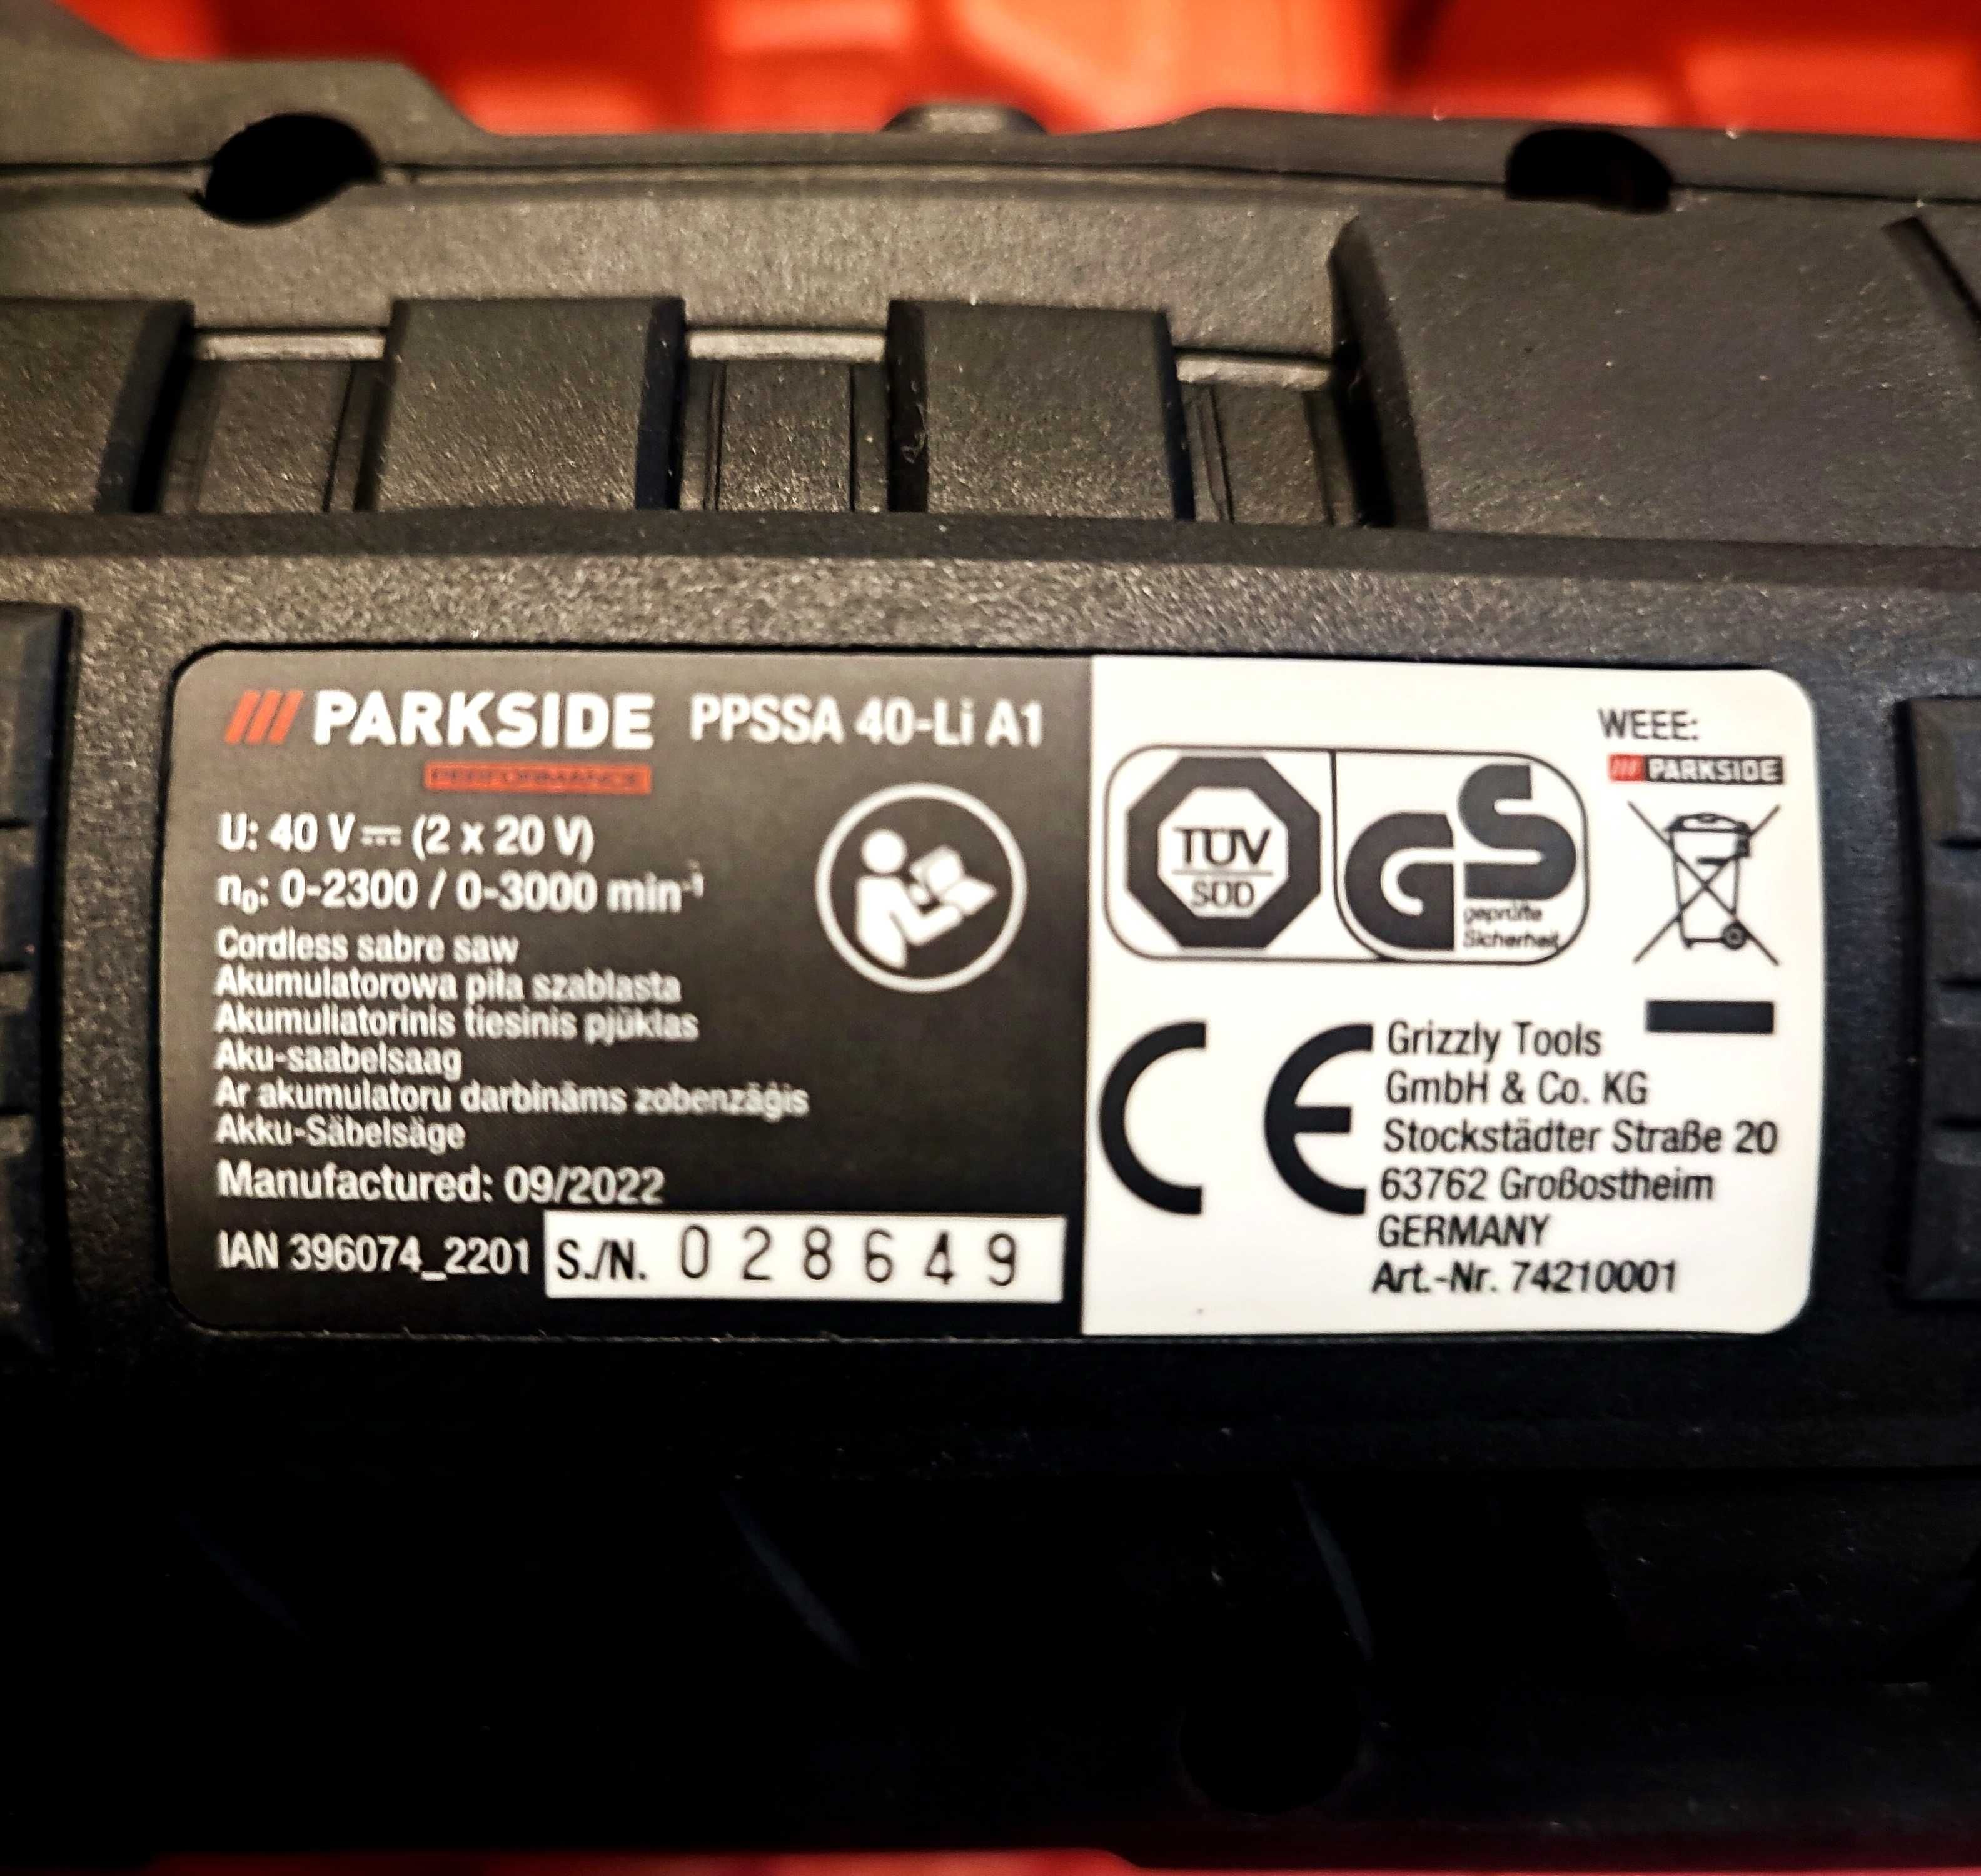 PARKSIDE PPSSA 40-Li A1
PERFORMANCE
U: 40 V ⎓ (2 x 20 V)
n₀: 0-2300 / 0-3000 min⁻¹
Cordless sabre saw
Akumulatorowa piła szablasta
Akumuliatorinis tiesinis pjūklas
Aku-saabelsaag
Ar akumulatoru darbināms zobenzāģis
Akku-Säbelsäge
Manufactured: 09/2022
IAN 396074_2201 S./N. 028649
WEEE:
PARKSIDE
TÜV
SÜD
GS
geprüfte
Sicherheit
CE
Grizzly Tools
GmbH & Co. KG
Stockstädter Straße 20
63762 Großostheim
GERMANY
Art.-Nr. 74210001